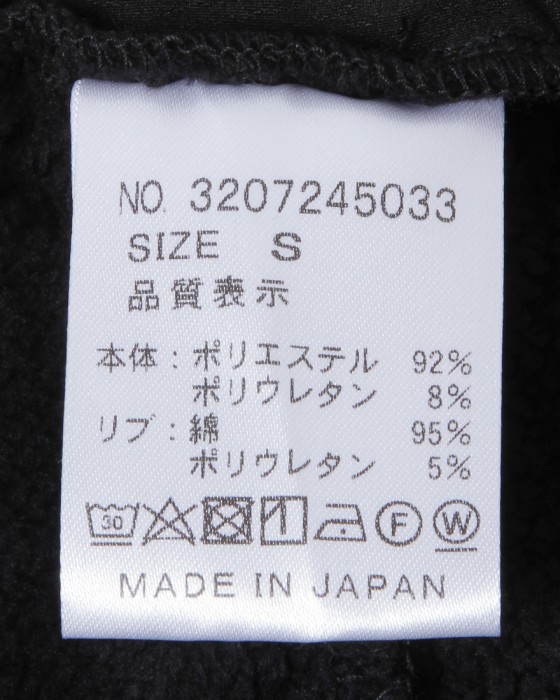 NO. 3207245033
SIZE S
品質表示
本体：ポリエステル 92%
ポリウレタン 8%
リブ：綿 95%
ポリウレタン 5%
30 F W
MADE IN JAPAN